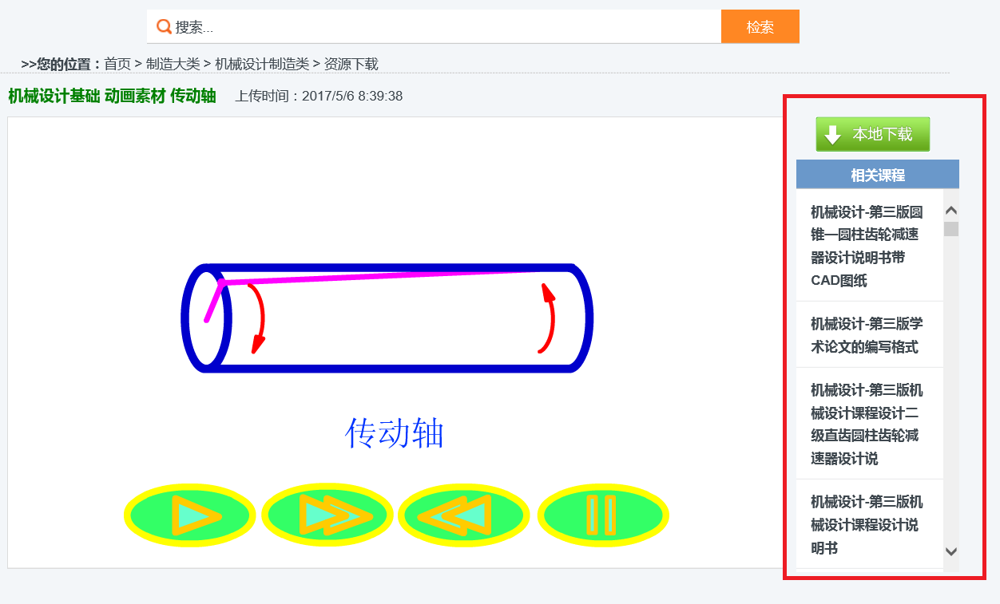 搜索...
检索
>>您的位置：首页 > 制造大类 > 机械设计制造类 > 资源下载
机械设计基础 动画素材 传动轴 上传时间：2017/5/6 8:39:38
传动轴
本地下载
相关课程
机械设计-第三版圆
锥—圆柱齿轮减速
器设计说明书带
CAD图纸
机械设计-第三版学
术论文的编写格式
机械设计-第三版机
械设计课程设计二
级直齿圆柱齿轮减
速器设计说
机械设计-第三版机
械设计课程设计说
明书